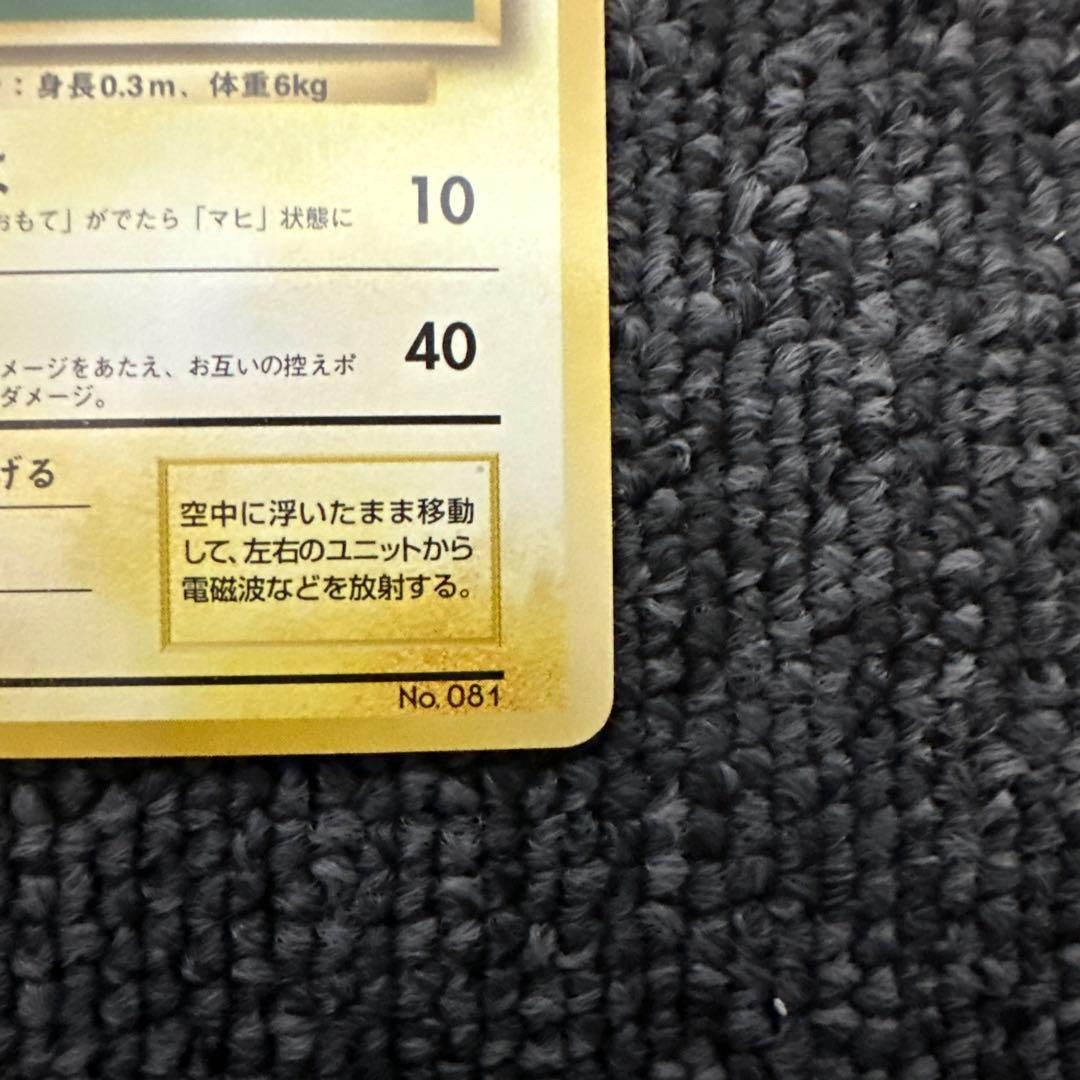 ：身長0.3m、体重6kg
10
おもて」がでたら「マヒ」状態に
40
メージをあたえ、お互いの控えポ
ダメージ。
げる
空中に浮いたまま移動
して、左右のユニットから
電磁波などを放射する。
No. 081